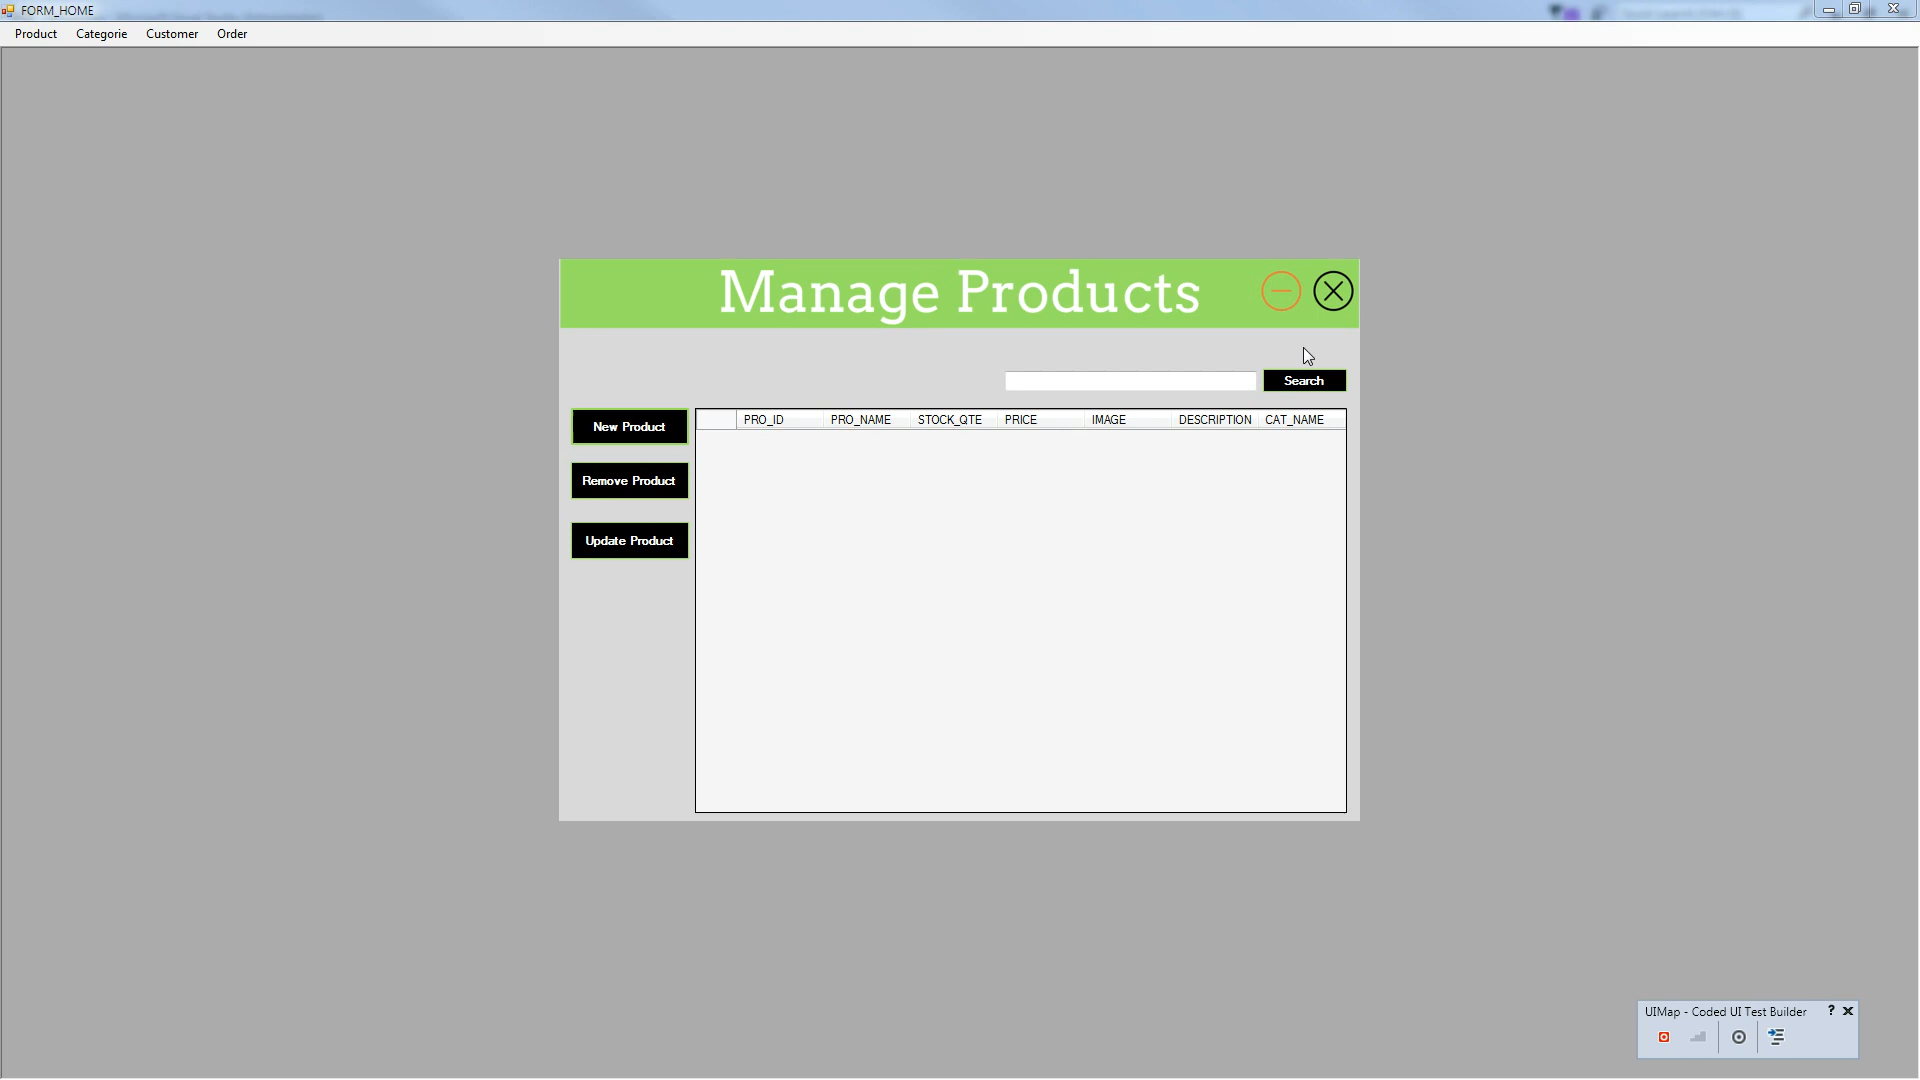 FORM_HOME
Product Categorie Customer Order
Manage Products
Search
New Product
Remove Product
Update Product
PRO_ID PRO_NAME STOCK_QTE PRICE IMAGE DESCRIPTION CAT_NAME
UIMap - Coded UI Test Builder ?